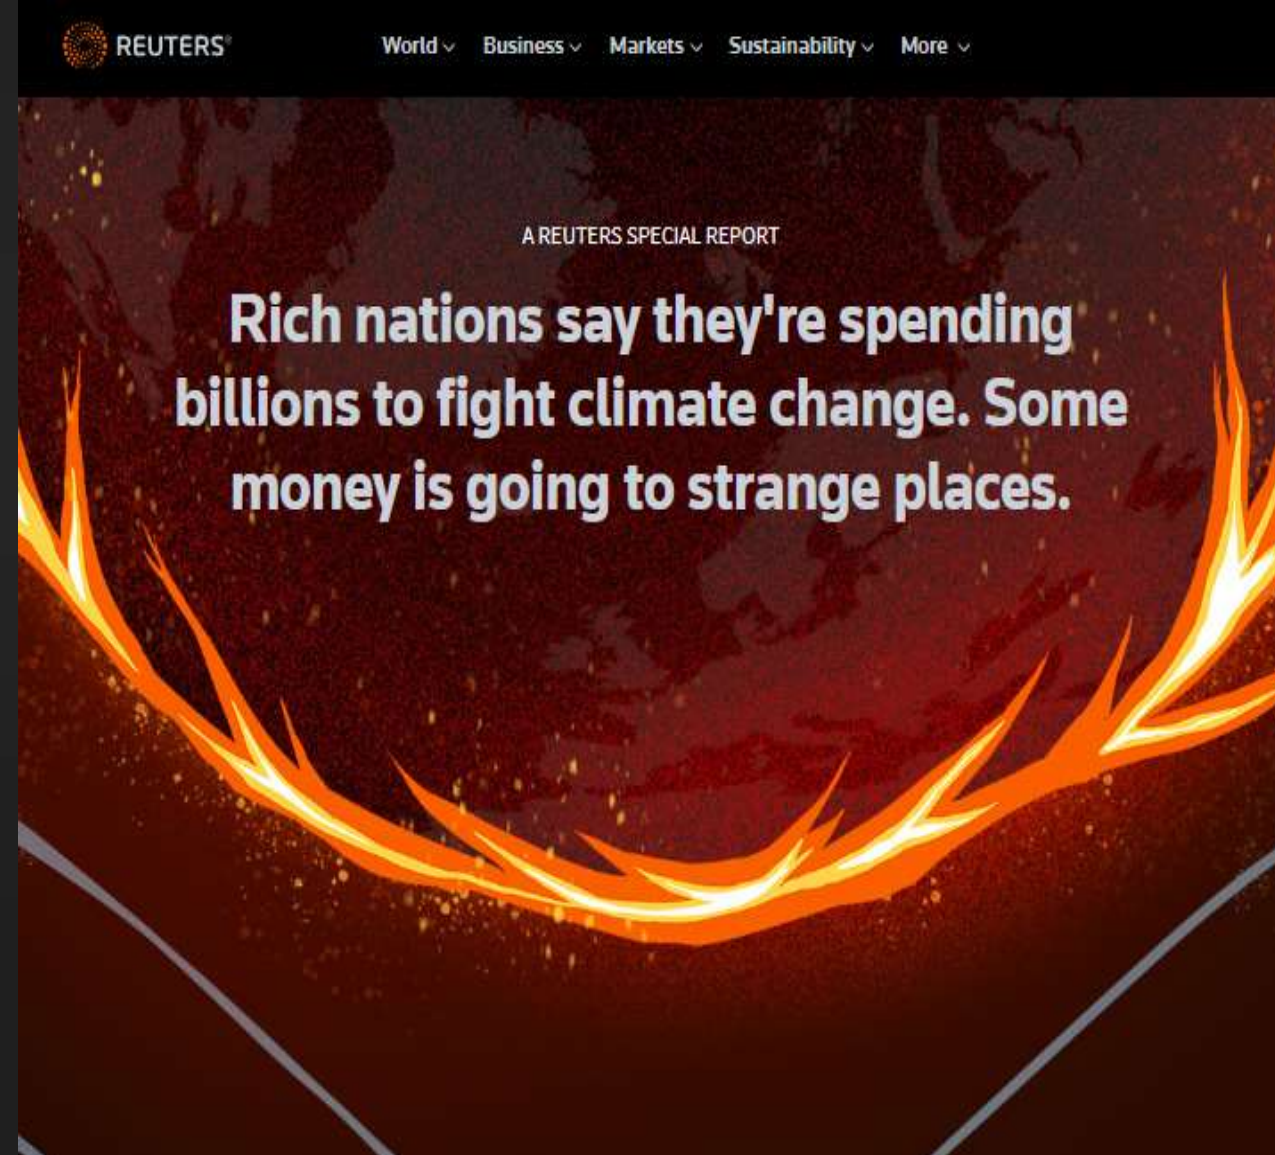 REUTERS®
World Business Markets Sustainability More
A REUTERS SPECIAL REPORT
Rich nations say they're spending
billions to fight climate change. Some
money is going to strange places.